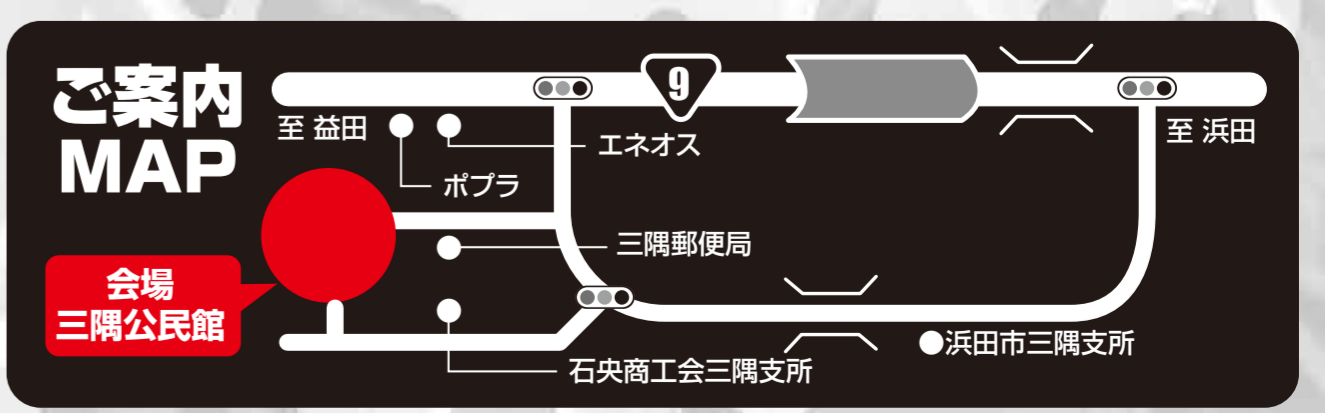 ご案内
MAP
9
至 益田
エネオス
至 浜田
ポプラ
三隅郵便局
会場
三隅公民館
●浜田市三隅支所
石央商工会三隅支所